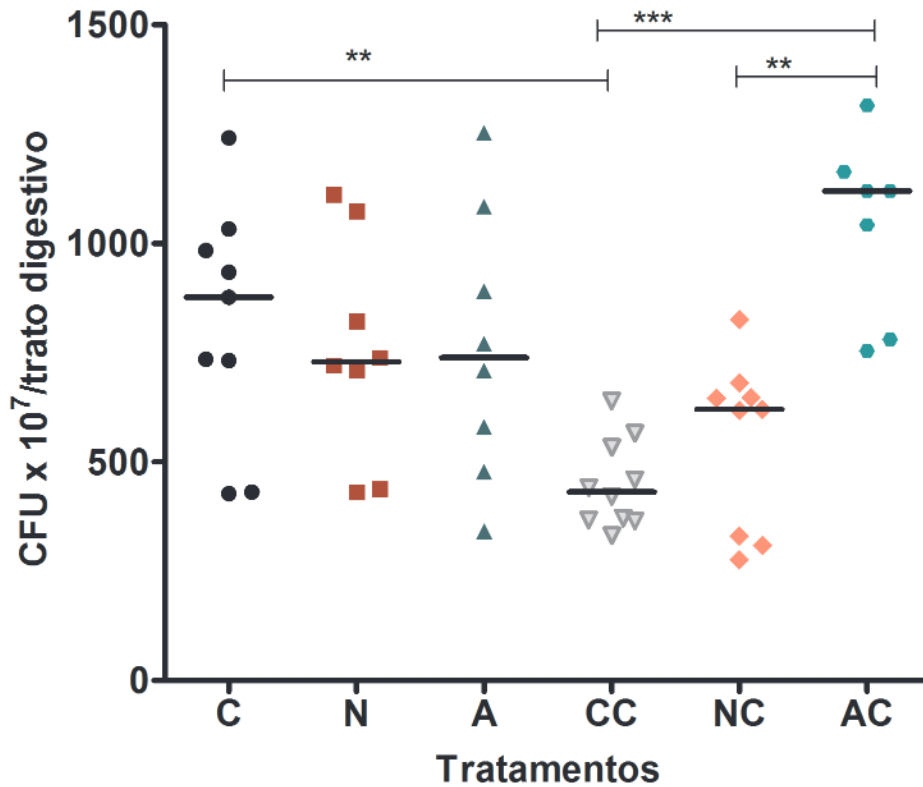 1500
***
**
**
1000
500
0
CFU x 10⁷/trato digestivo
C N A CC NC AC
Tratamentos